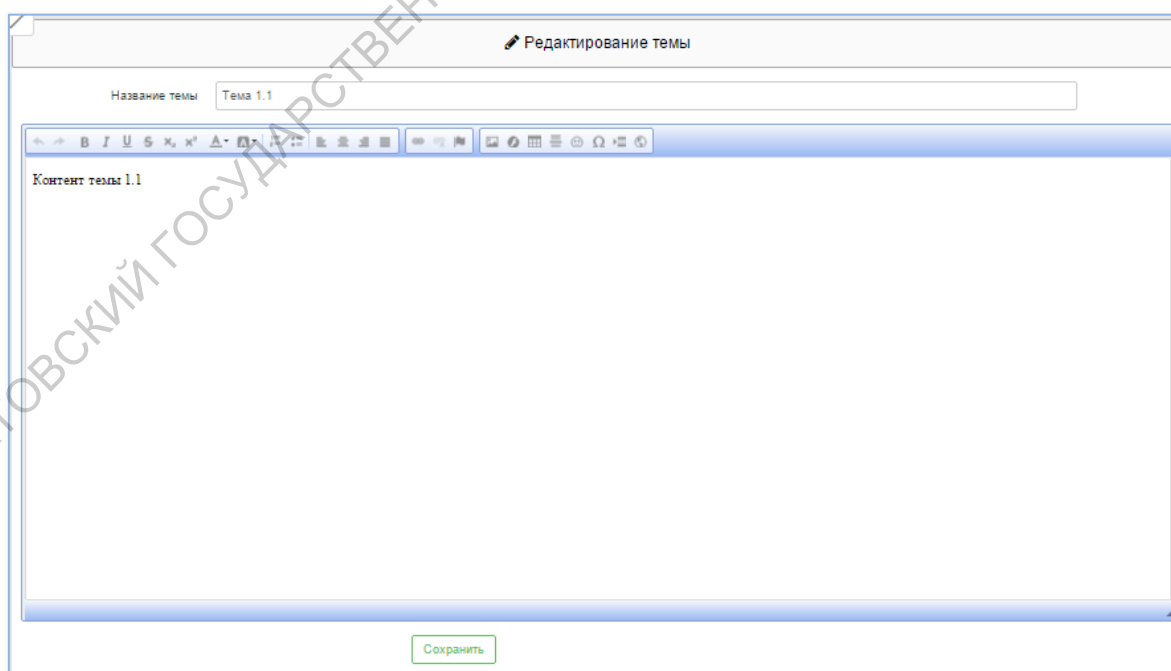 Редактирование темы
Название темы Тема 1.1
Контент темы 1.1
Сохранить